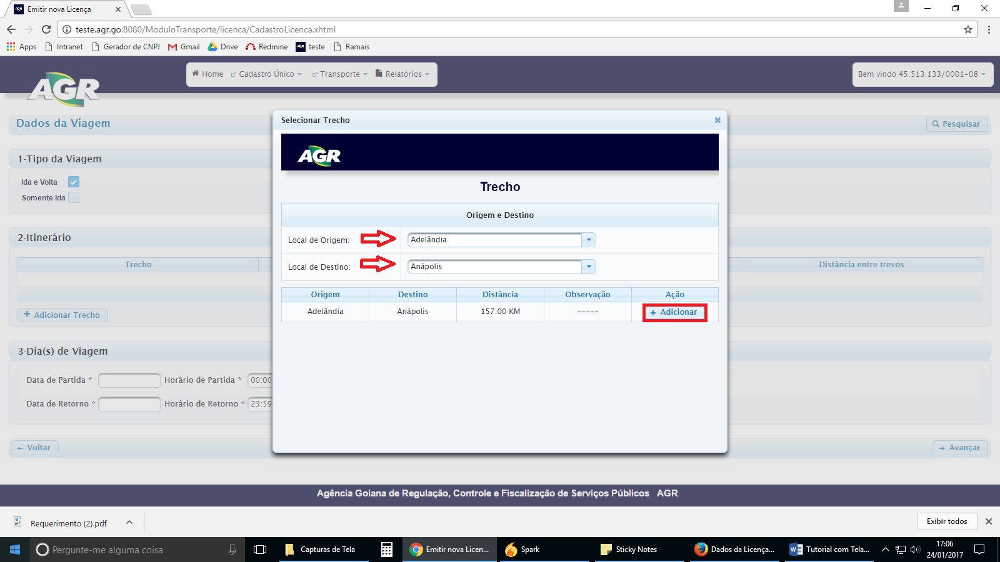 Emitir nova Licença
teste.agr.go:8080/ModuloTransporte/licenca/CadastroLicenca.xhtml
Apps Intranet Gerador de CNPJ Gmail Drive Redmine teste Ramais
AGR
Home Cadastro Único Transporte Relatórios
Bem vindo 45.513.133/0001-08
Dados da Viagem
Pesquisar
1-Tipo da Viagem
Ida e Volta
Somente Ida
2-Itinerário
Trecho
Distância entre trevos
+ Adicionar Trecho
3-Dia(s) de Viagem
Data de Partida * Horário de Partida * 00:00
Data de Retorno * Horário de Retorno * 23:59
Voltar
Avançar
Selecionar Trecho
AGR
Trecho
Origem e Destino
Local de Origem: Adelândia
Local de Destino: Anápolis
Origem Destino Distância Observação Ação
Adelândia Anápolis 157.00 KM ----- + Adicionar
Agência Goiana de Regulação, Controle e Fiscalização de Serviços Públicos AGR
Requerimento (2).pdf
Exibir todos
Pergunte-me alguma coisa
Capturas de Tela
Emitir nova Licen...
Spark
Sticky Notes
Dados da Licença...
Tutorial com Tela...
17:06
24/01/2017